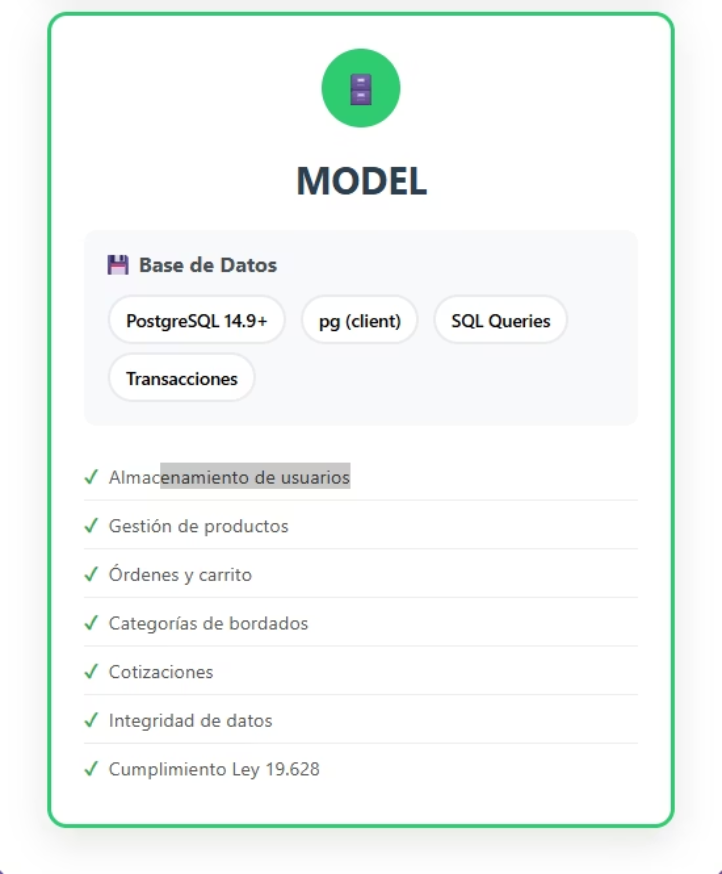 MODEL
Base de Datos
PostgreSQL 14.9+
pg (client)
SQL Queries
Transacciones
Almacenamiento de usuarios
Gestión de productos
Órdenes y carrito
Categorías de bordados
Cotizaciones
Integridad de datos
Cumplimiento Ley 19.628